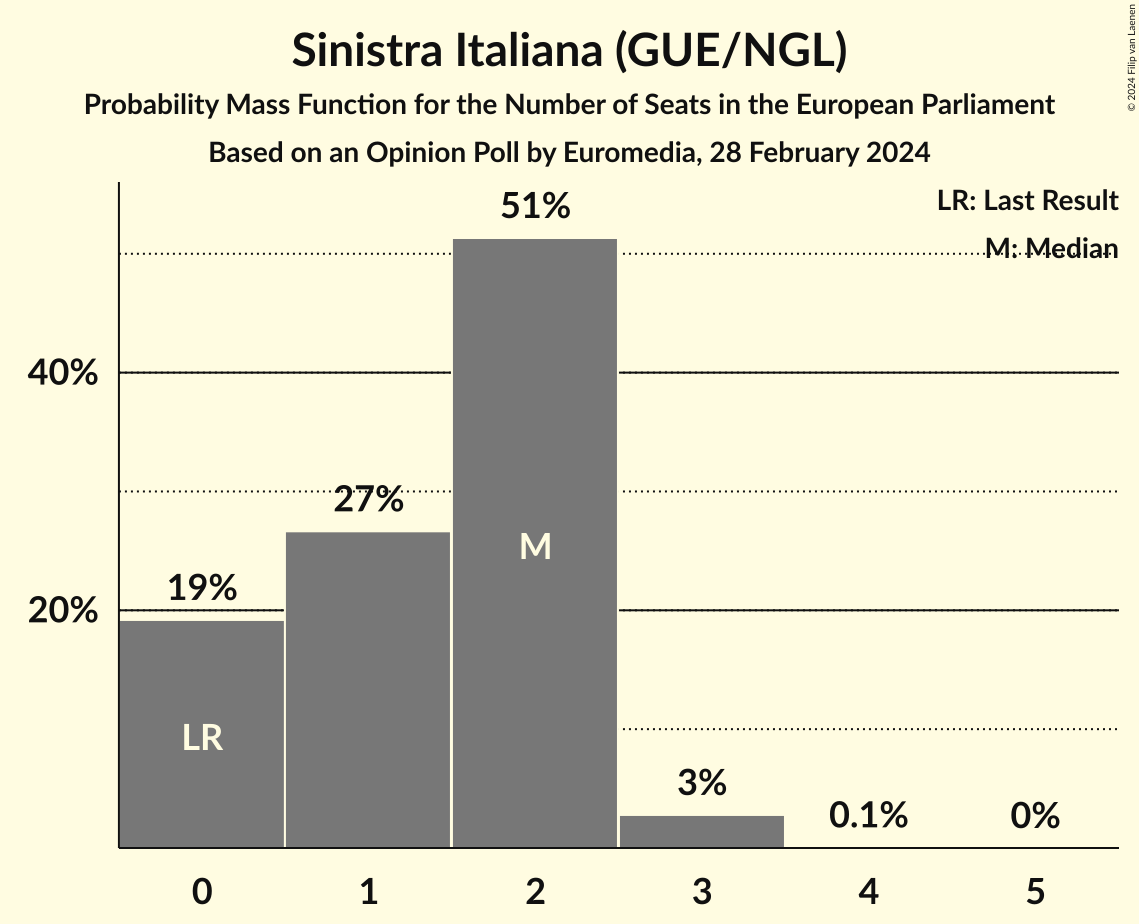 Sinistra Italiana (GUE/NGL)
Probability Mass Function for the Number of Seats in the European Parliament
Based on an Opinion Poll by Euromedia, 28 February 2024
© 2024 Filip van Laenen
LR: Last Result
M: Median
51%
40%
27%
M
19%
20%
LR
3%
0.1%
0%
0 1 2 3 4 5